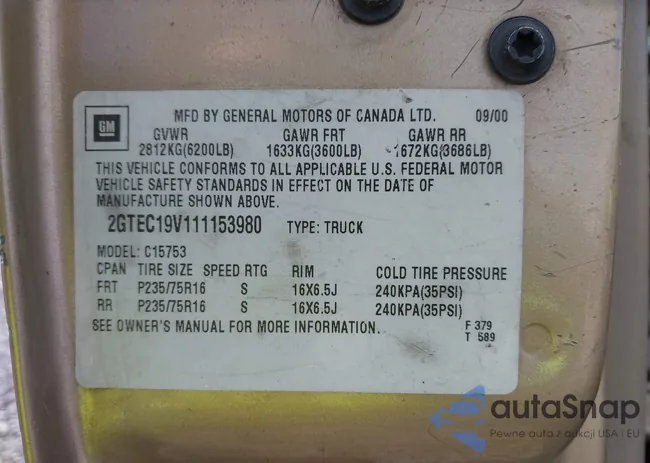 GM
MFD BY GENERAL MOTORS OF CANADA LTD. 09/00
GVWR GAWR FRT GAWR RR
2812KG(6200LB) 1633KG(3600LB) 1672KG(3686LB)
THIS VEHICLE CONFORMS TO ALL APPLICABLE U.S. FEDERAL MOTOR
VEHICLE SAFETY STANDARDS IN EFFECT ON THE DATE OF
MANUFACTURE SHOWN ABOVE.
2GTEC19V111153980 TYPE: TRUCK
MODEL: C15753
CPAN TIRE SIZE SPEED RTG RIM COLD TIRE PRESSURE
FRT P235/75R16 S 16X6.5J 240KPA(35PSI)
RR P235/75R16 S 16X6.5J 240KPA(35PSI)
SEE OWNER'S MANUAL FOR MORE INFORMATION. F 379
T 589
autaSnap
Pewne auta z aukcji USA i EU